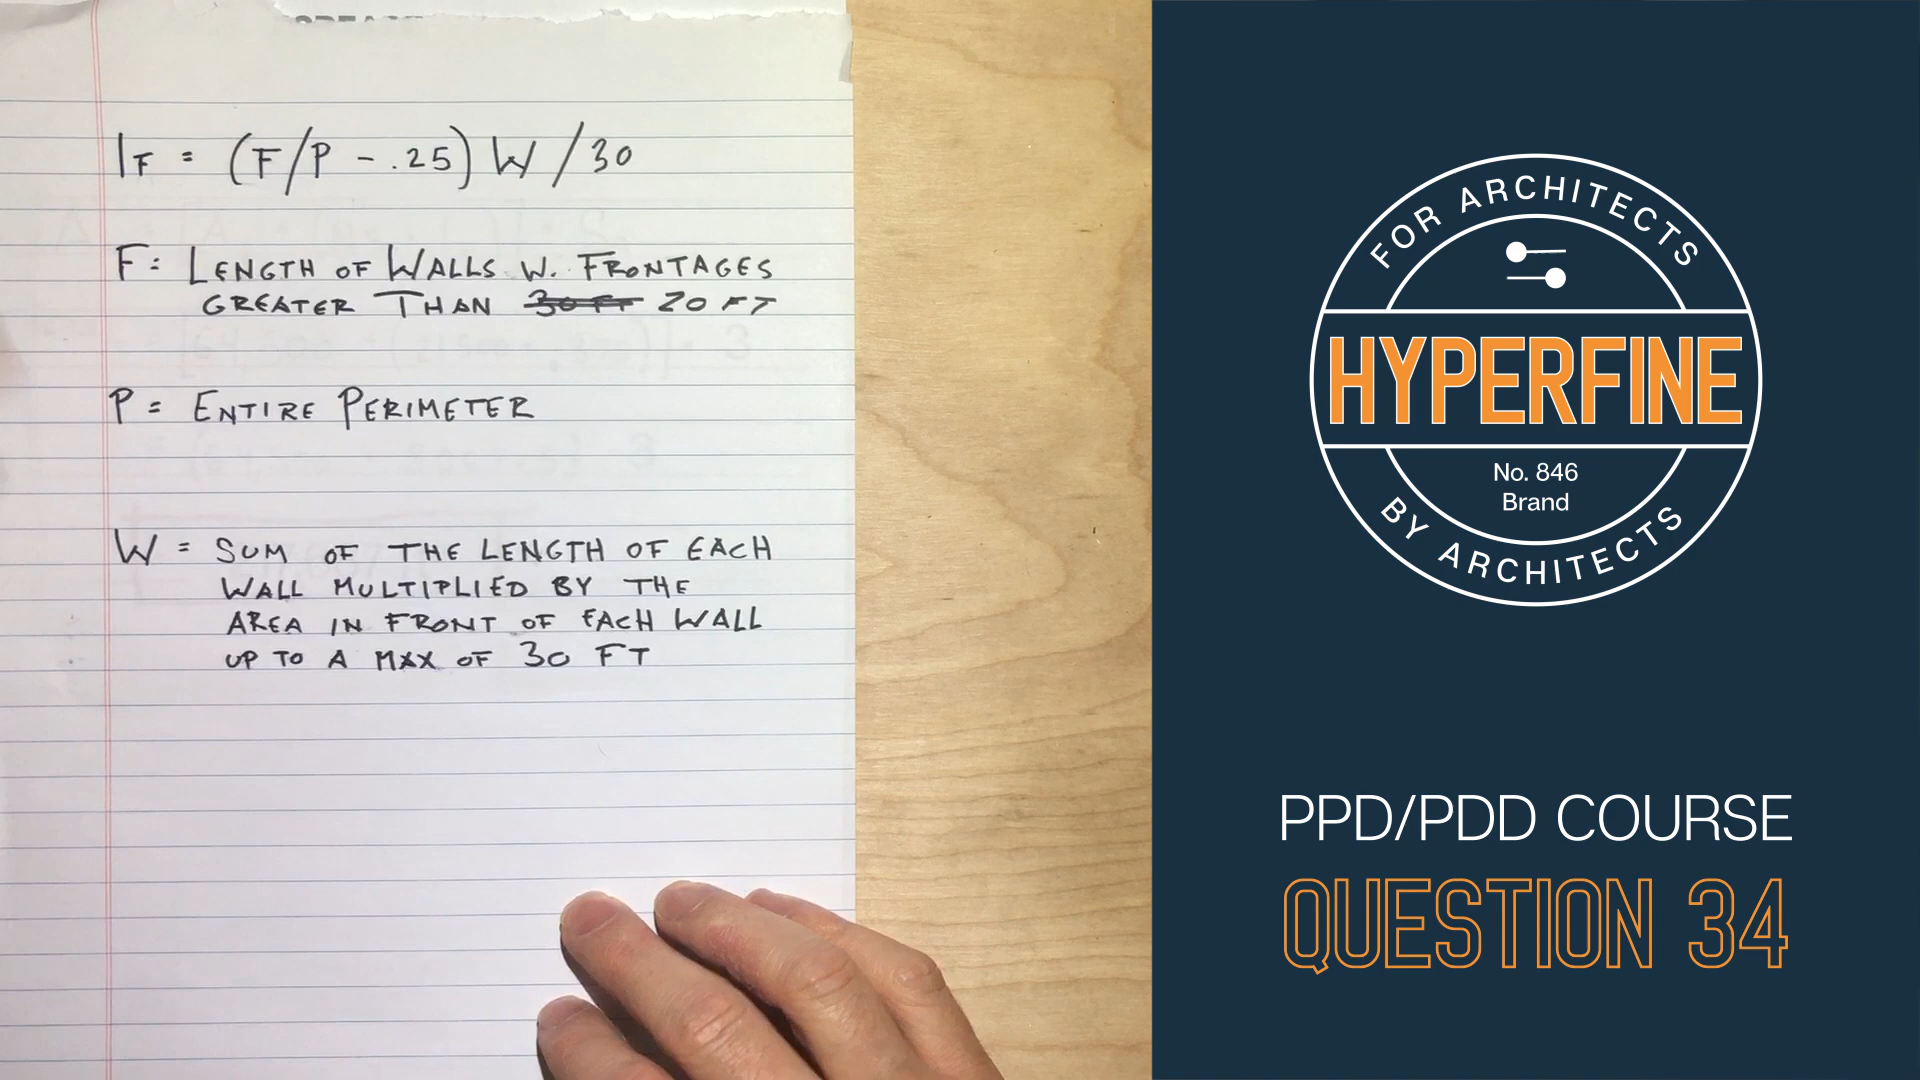 IF = (F/P - .25) W/30
F: LENGTH OF WALLS W. FRONTAGES
GREATER THAN 30 FT 20 FT
P = ENTIRE PERIMETER
W = SUM OF THE LENGTH OF EACH
WALL MULTIPLIED BY THE
AREA IN FRONT OF EACH WALL
UP TO A MAX OF 30 FT
FOR ARCHITECTS
HYPERFINE
No. 846
Brand
BY ARCHITECTS
PPD/PDD COURSE
QUESTION 34